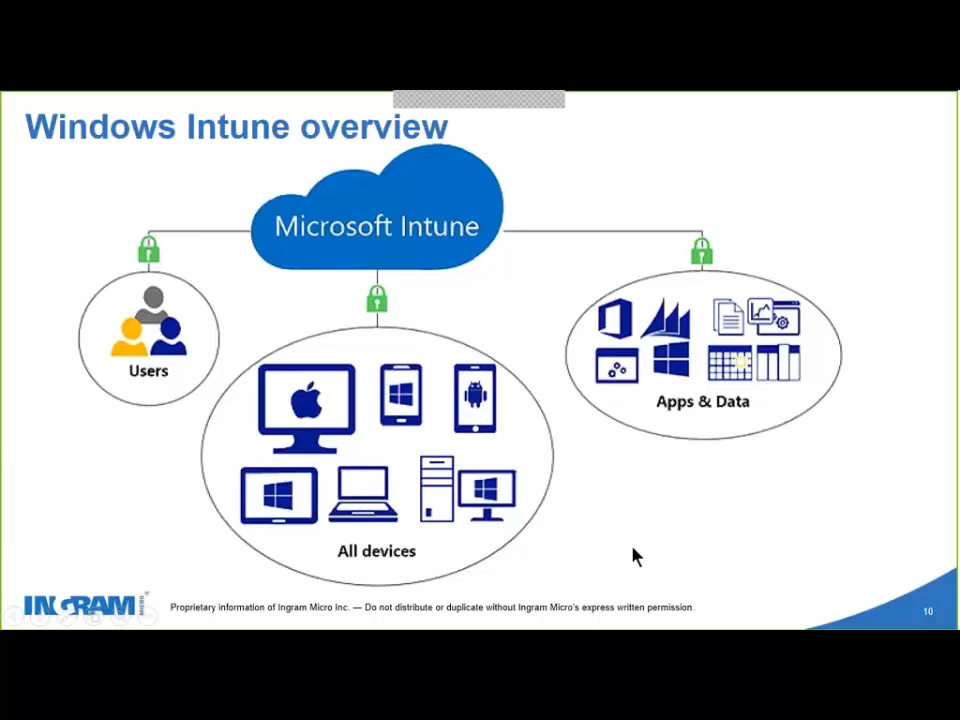 Windows Intune overview
Microsoft Intune
Users
Apps & Data
All devices
INGRAM MICRO®
Proprietary information of Ingram Micro Inc. — Do not distribute or duplicate without Ingram Micro's express written permission.
10